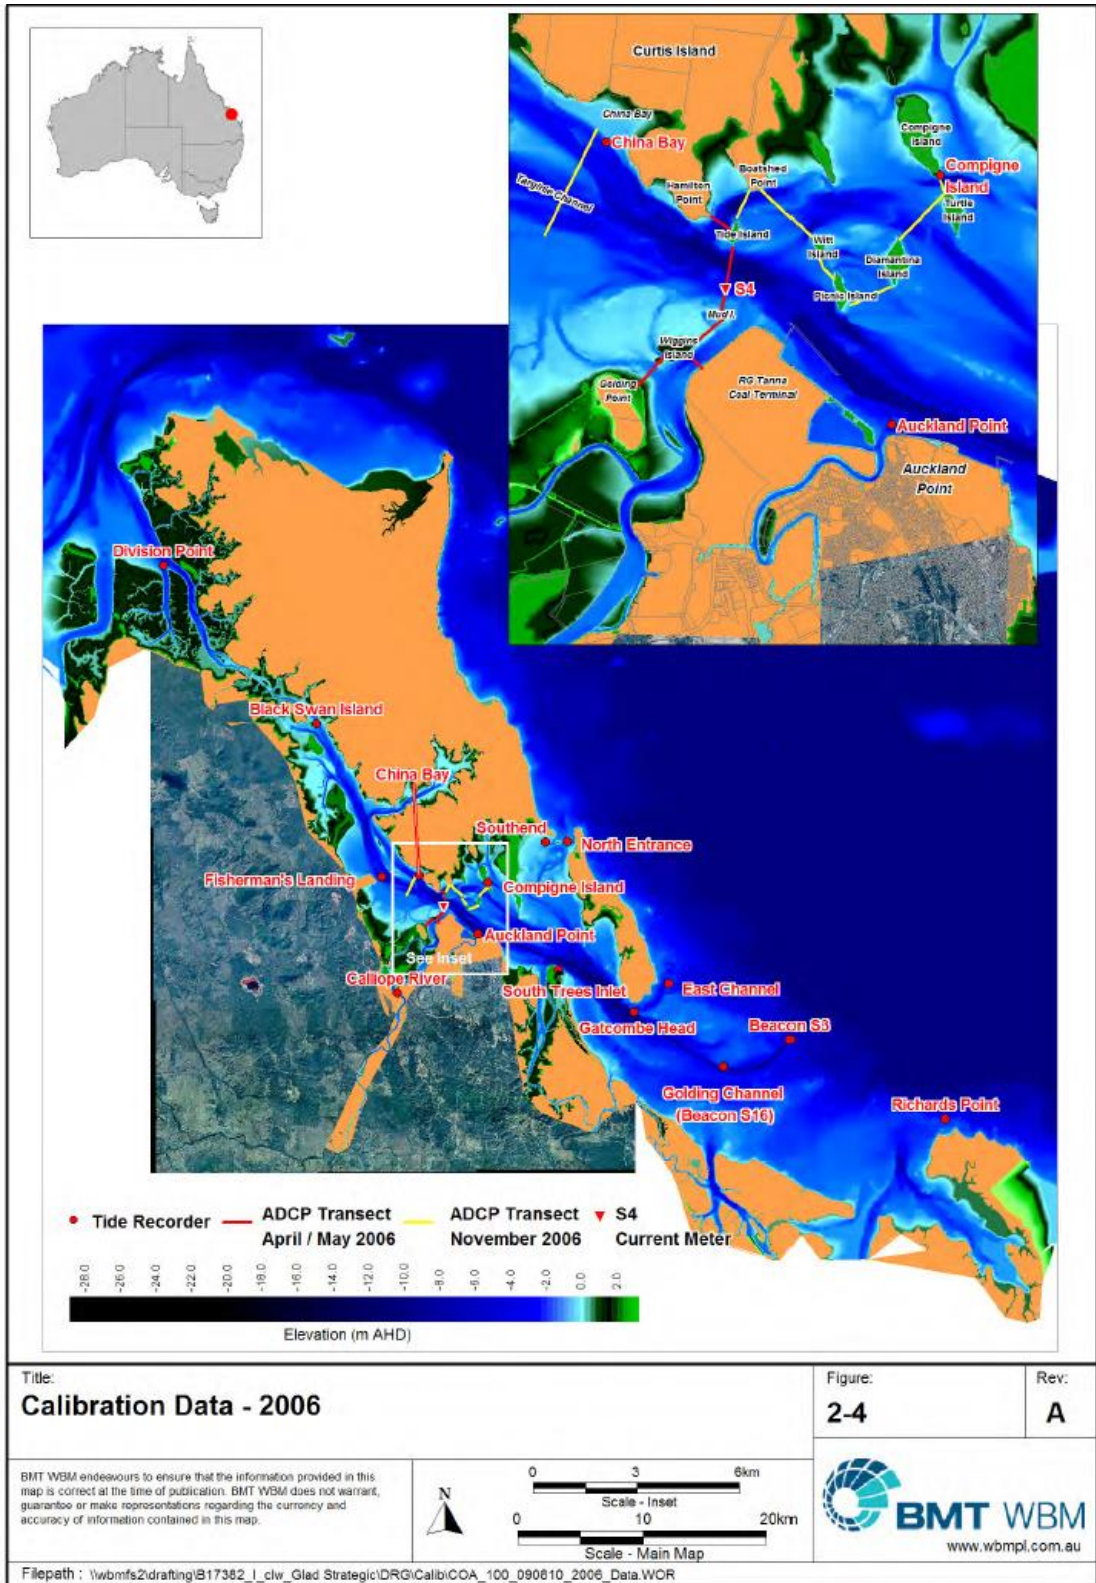 Curtis Island
China Bay
China Bay
Targinie Channel
Hamilton
Point
Boatshed
Point
Compigne
Island
Compigne
Island
Turtle
Island
Tide Island
Witt
Island
Diamantina
Island
Picnic Island
S4
Mud I.
Wiggins
Island
Golding
Point
RG Tanna
Coal Terminal
Auckland Point
Auckland
Point
Division Point
Black Swan Island
China Bay
Southend
North Entrance
Fisherman's Landing
Compigne Island
Auckland Point
See Inset
Calliope River
South Trees Inlet
East Channel
Gatcombe Head
Beacon S3
Golding Channel
(Beacon S16)
Richards Point
Tide Recorder
ADCP Transect
April / May 2006
ADCP Transect
November 2006
S4
Current Meter
-28.0 -26.0 -24.0 -22.0 -20.0 -18.0 -16.0 -14.0 -12.0 -10.0 -8.0 -6.0 -4.0 -2.0 0.0 2.0
Elevation (m AHD)
Title:
Calibration Data - 2006
Figure:
2-4
Rev:
A
BMT WBM endeavours to ensure that the information provided in this
map is correct at the time of publication. BMT WBM does not warrant,
guarantee or make representations regarding the currency and
accuracy of information contained in this map.
N
0 3 6km
Scale - Inset
0 10 20km
Scale - Main Map
BMT WBM
www.wbmpl.com.au
Filepath : \\wbmfs2\drafting\B17382_I_clw_Glad Strategic\DRG\Calib\COA_100_090810_2006_Data.WOR